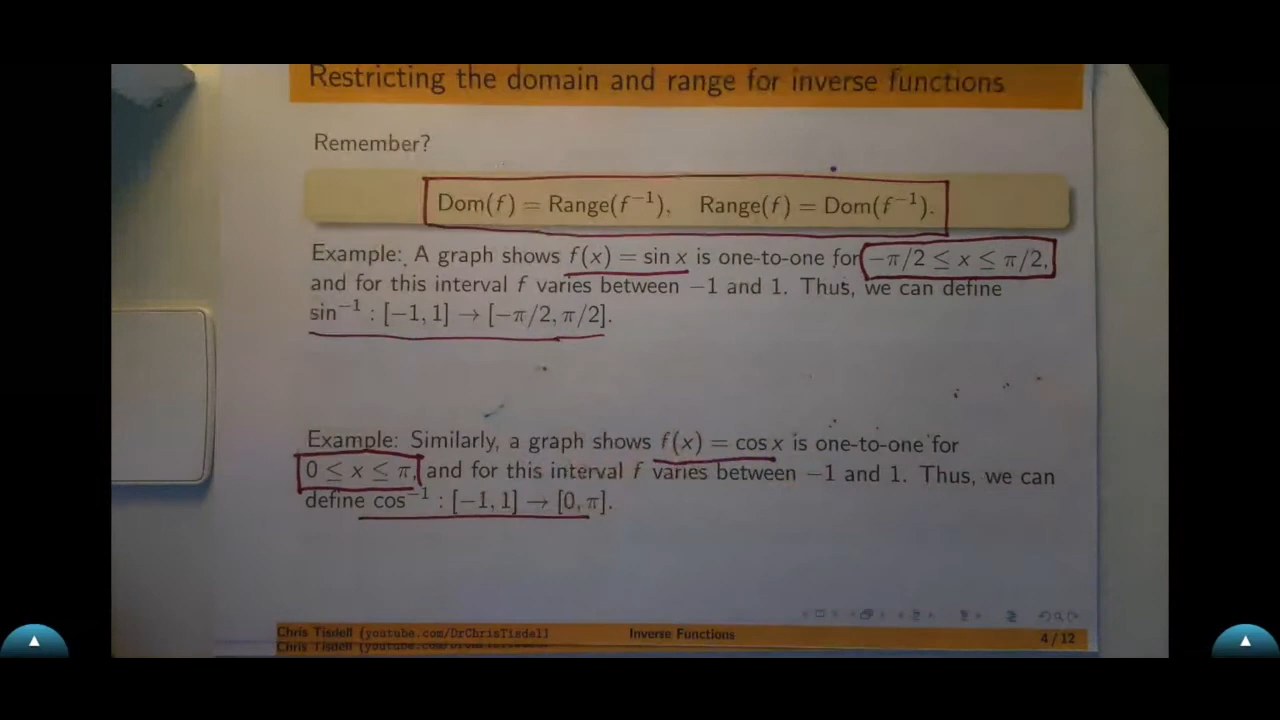 Restricting the domain and range for inverse functions
Remember?
Dom(f) = Range(f⁻¹), Range(f) = Dom(f⁻¹).
Example: A graph shows f(x) = sin x is one-to-one for −π/2 ≤ x ≤ π/2,
and for this interval f varies between −1 and 1. Thus, we can define
sin⁻¹ : [−1, 1] → [−π/2, π/2].
Example: Similarly, a graph shows f(x) = cos x is one-to-one for
0 ≤ x ≤ π, and for this interval f varies between −1 and 1. Thus, we can
define cos⁻¹ : [−1, 1] → [0, π].
Chris Tisdell (youtube.com/DrChrisTisdell Inverse Functions 4 / 12
Chris Tisdell (youtube.com/